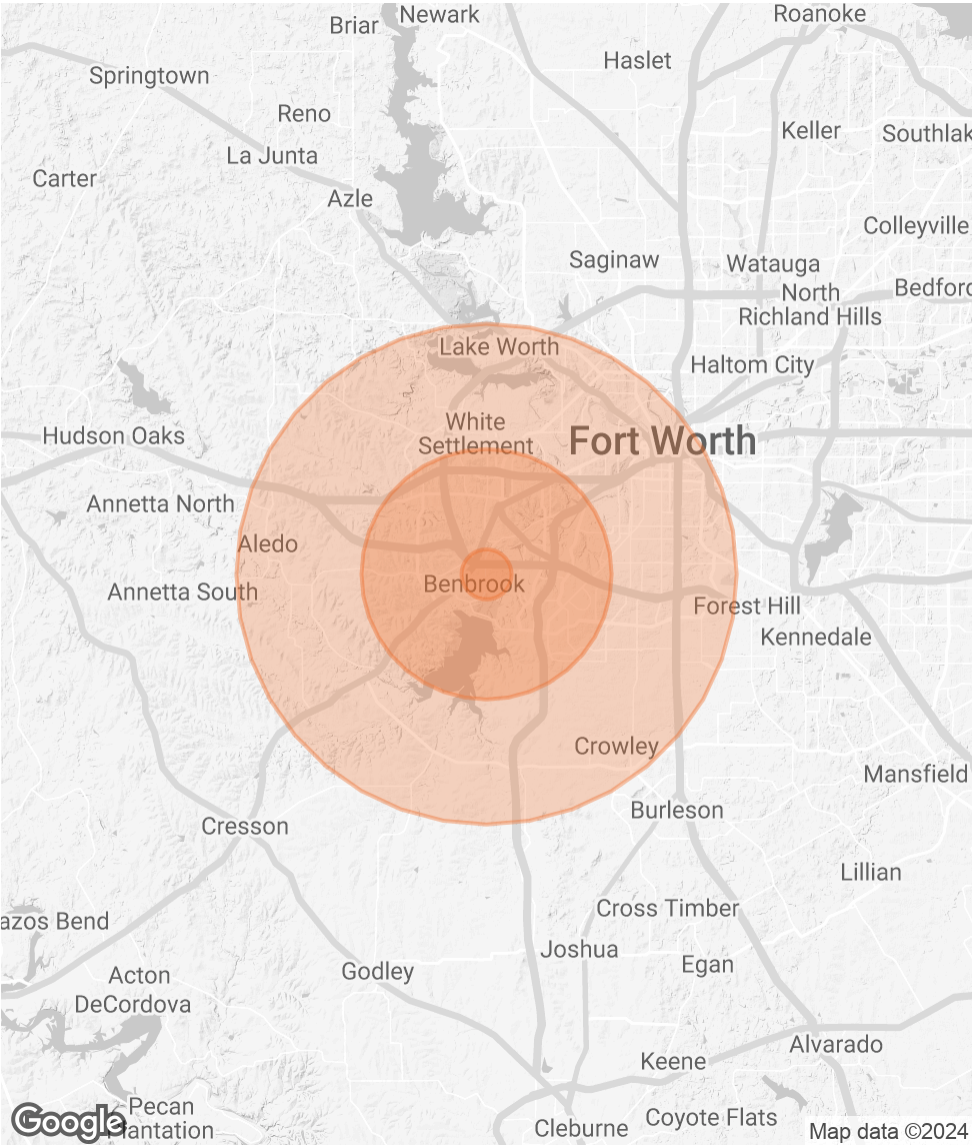 Newark
Roanoke
Briar
Haslet
Springtown
Reno
Keller
Southlak
La Junta
Carter
Azle
Colleyville
Saginaw
Watauga
Bedford
North
Richland Hills
Lake Worth
Haltom City
White
Settlement
Hudson Oaks
Fort Worth
Annetta North
Aledo
Benbrook
Annetta South
Forest Hill
Kennedale
Crowley
Mansfield
Burleson
Cresson
Lillian
Cross Timber
azos Bend
Joshua
Egan
Godley
Acton
DeCordova
Alvarado
Keene
Pecan
Plantation
Google
Coyote Flats
Cleburne
Map data ©2024